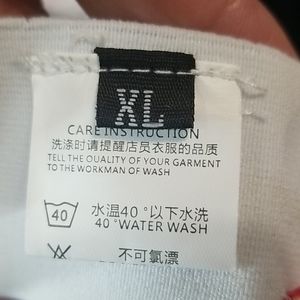 XL
CARE INSTRUCTION
洗涤时请提醒店员衣服的品质
TELL THE OUALITY OF YOUR GARMENT
TO THE WORKMAN OF WASH
40
水温40°以下水洗
40°WATER WASH
不可氯漂